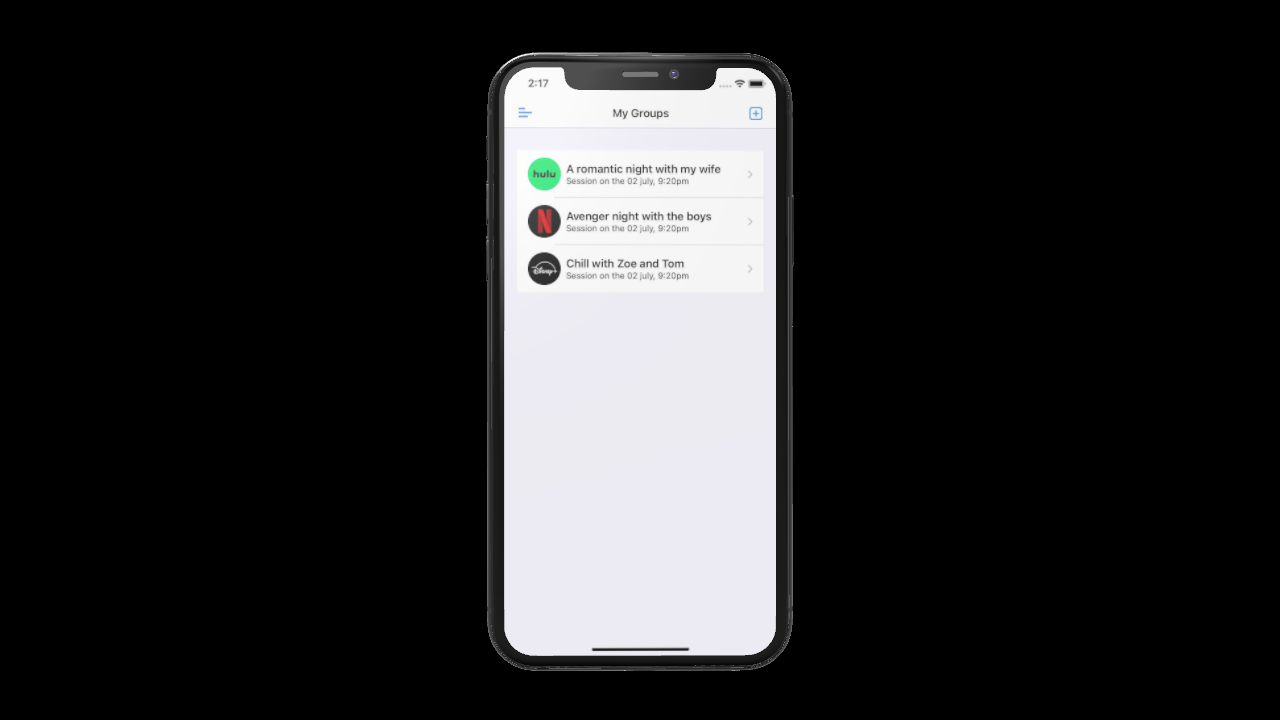 2:17
My Groups
hulu
A romantic night with my wife
Session on the 02 july, 9:20pm
N
Avenger night with the boys
Session on the 02 july, 9:20pm
Disney+
Chill with Zoe and Tom
Session on the 02 july, 9:20pm